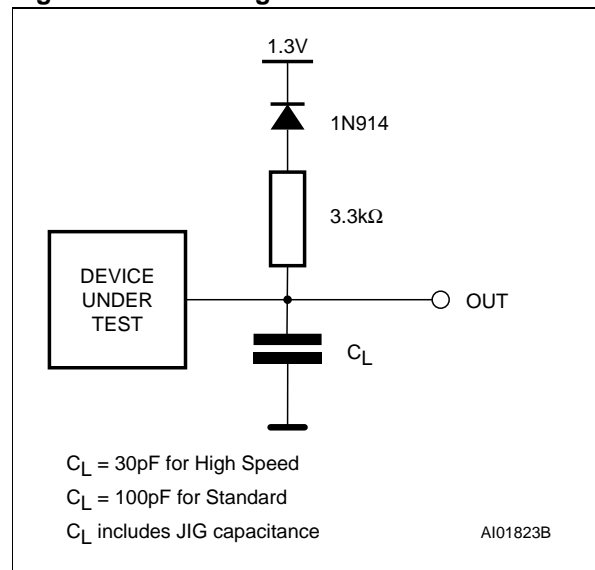 1.3V
1N914
3.3kΩ
DEVICE
UNDER
TEST
OUT
CL
CL = 30pF for High Speed
CL = 100pF for Standard
CL includes JIG capacitance
AI01823B